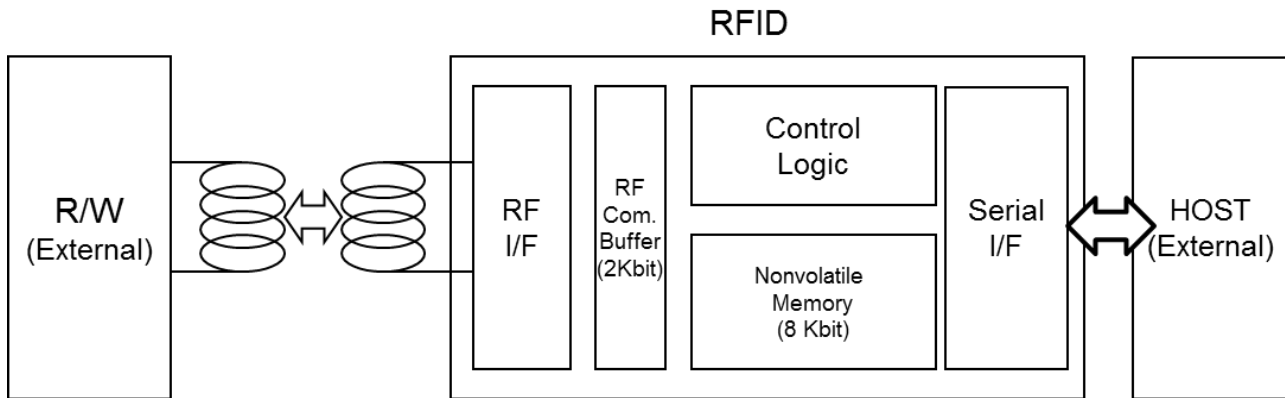 RFID
R/W
(External)
RF
I/F
RF
Com.
Buffer
(2Kbit)
Control
Logic
Nonvolatile
Memory
(8 Kbit)
Serial
I/F
HOST
(External)